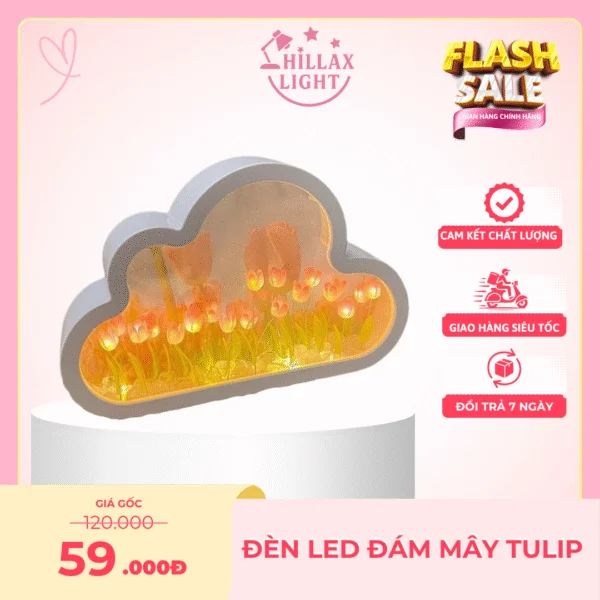 CHILLAX
LIGHT
FLASH
SALE
GIAN HÀNG CHÍNH HÃNG
CAM KẾT CHẤT LƯỢNG
GIAO HÀNG SIÊU TỐC
ĐỔI TRẢ 7 NGÀY
GIÁ GỐC
120.000
59.000Đ
ĐÈN LED ĐÁM MÂY TULIP